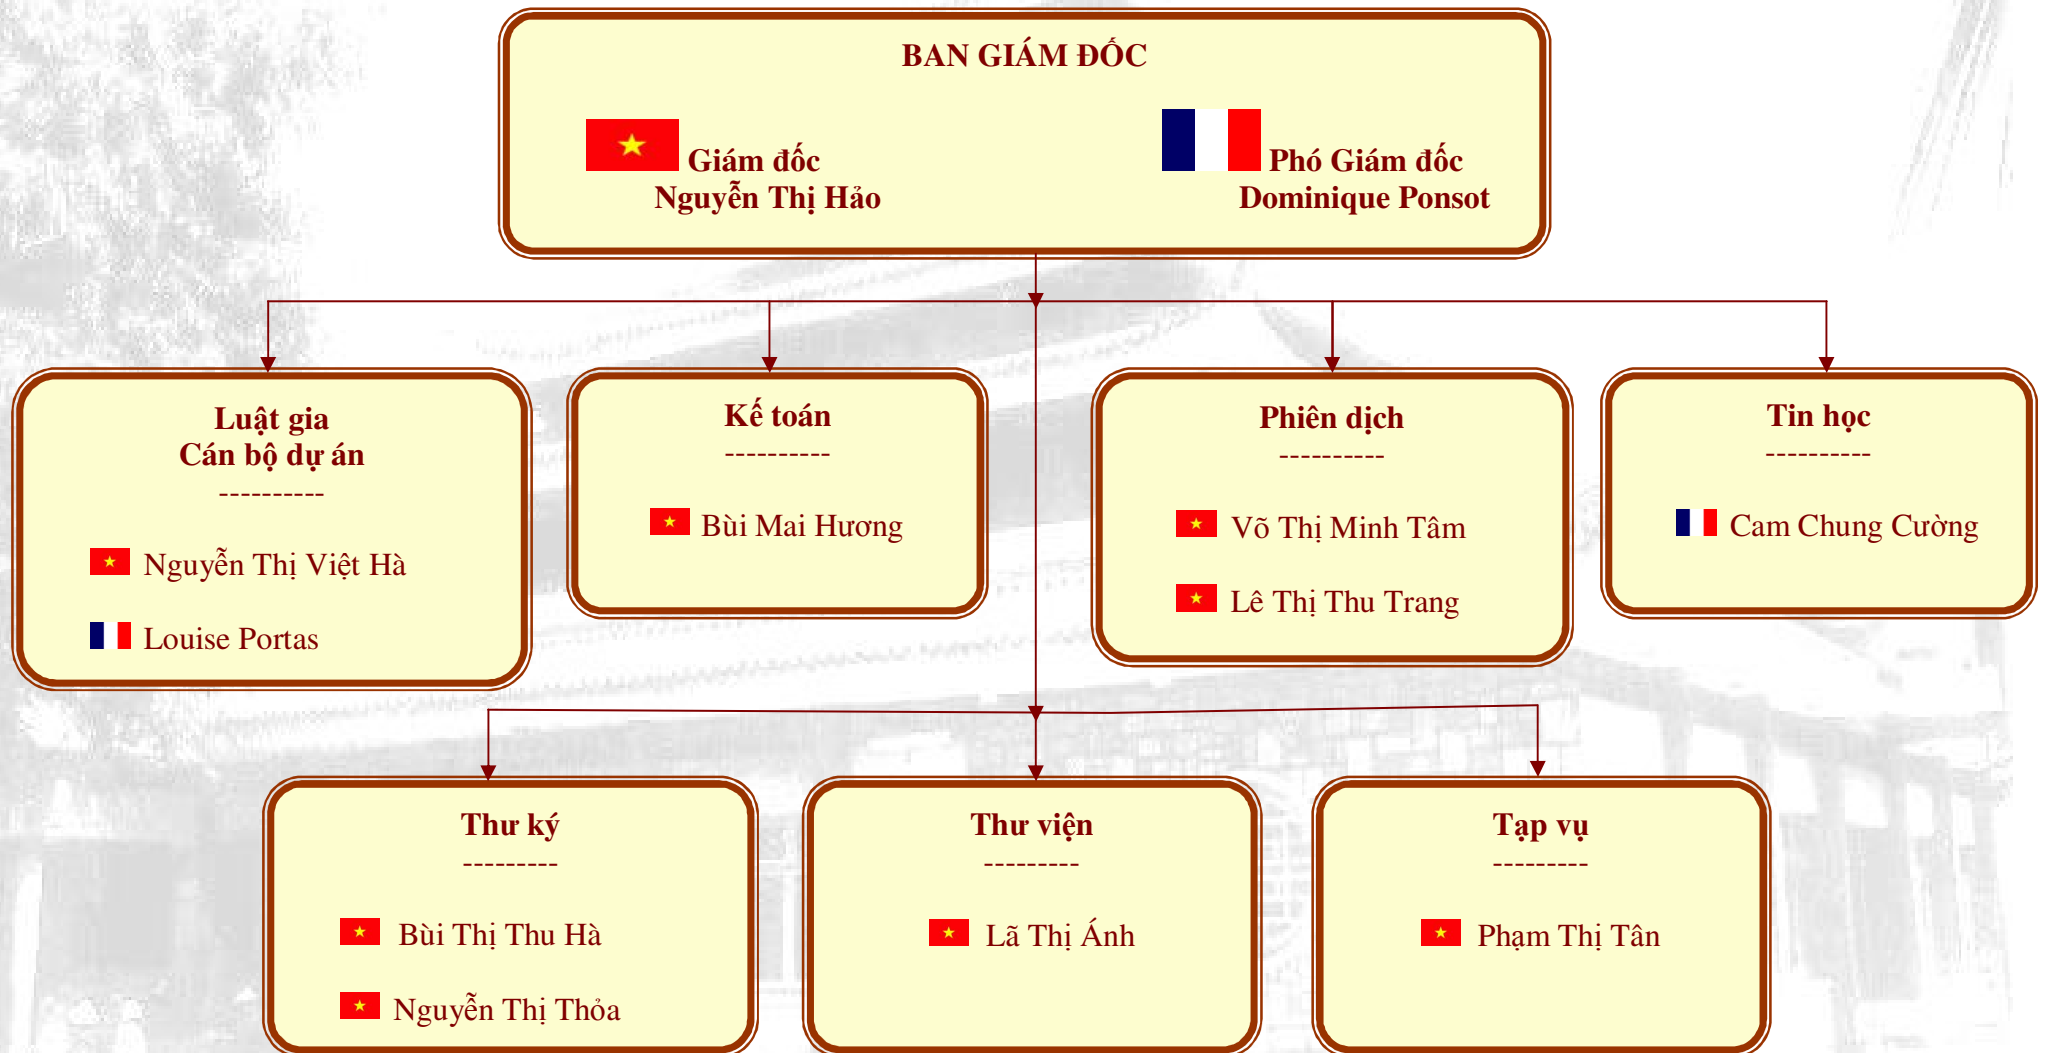 BAN GIÁM ĐỐC
Giám đốc
Nguyễn Thị Hảo
Phó Giám đốc
Dominique Ponsot
Luật gia
Cán bộ dự án
----------
Nguyễn Thị Việt Hà
Louise Portas
Kế toán
----------
Bùi Mai Hương
Phiên dịch
----------
Võ Thị Minh Tâm
Lê Thị Thu Trang
Tin học
----------
Cam Chung Cường
Thư ký
---------
Bùi Thị Thu Hà
Nguyễn Thị Thỏa
Thư viện
---------
Lã Thị Ánh
Tạp vụ
---------
Phạm Thị Tân